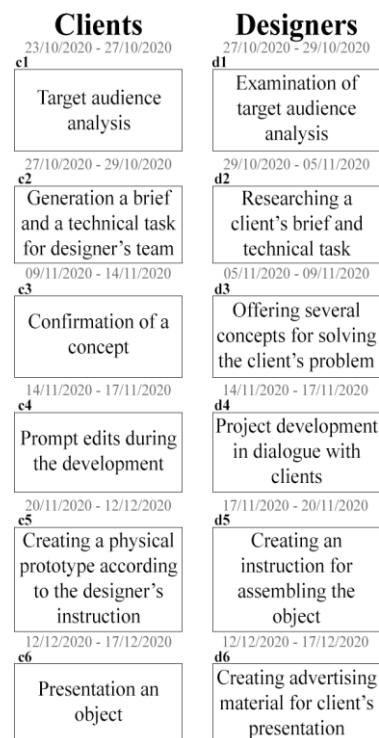 Clients
23/10/2020 - 27/10/2020
c1
Target audience
analysis
27/10/2020 - 29/10/2020
c2
Generation a brief
and a technical task
for designer's team
09/11/2020 - 14/11/2020
c3
Confirmation of a
concept
14/11/2020 - 17/11/2020
c4
Prompt edits during
the development
20/11/2020 - 12/12/2020
c5
Creating a physical
prototype according
to the designer's
instruction
12/12/2020 - 17/12/2020
c6
Presentation an
object
Designers
27/10/2020 - 29/10/2020
d1
Examination of
target audience
analysis
29/10/2020 - 05/11/2020
d2
Researching a
client's brief and
technical task
05/11/2020 - 09/11/2020
d3
Offering several
concepts for solving
the client's problem
14/11/2020 - 17/11/2020
d4
Project development
in dialogue with
clients
17/11/2020 - 20/11/2020
d5
Creating an
instruction for
assembling the
object
12/12/2020 - 17/12/2020
d6
Creating advertising
material for client's
presentation